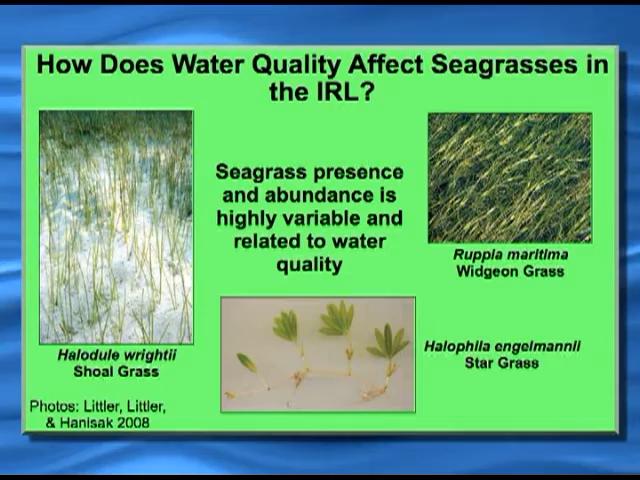 How Does Water Quality Affect Seagrasses in
the IRL?
Seagrass presence
and abundance is
highly variable and
related to water
quality
Ruppia maritima
Widgeon Grass
Halophila engelmannii
Star Grass
Halodule wrightii
Shoal Grass
Photos: Littler, Littler,
& Hanisak 2008